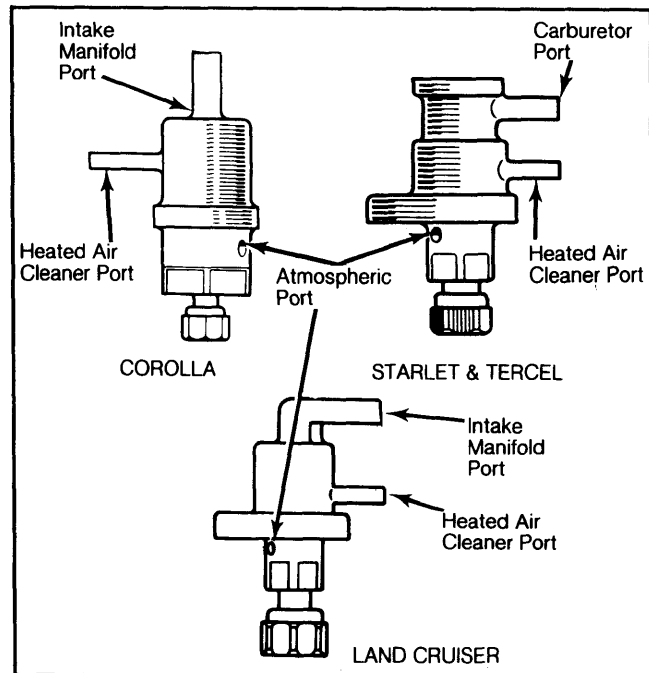 Intake
Manifold
Port
Carburetor
Port
Heated Air
Cleaner Port
Atmospheric
Port
Heated Air
Cleaner Port
COROLLA
STARLET & TERCEL
Intake
Manifold
Port
Heated Air
Cleaner Port
LAND CRUISER